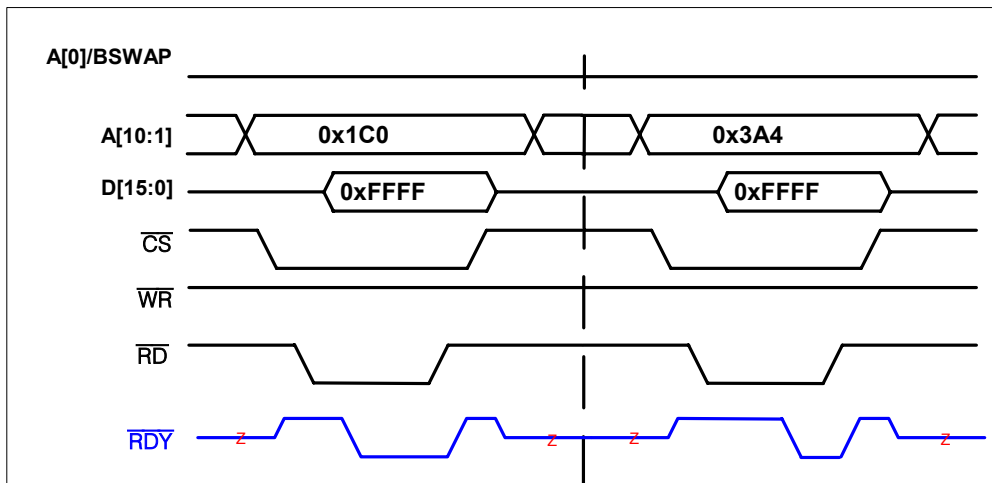 A[0]/BSWAP
A[10:1] 0x1C0 0x3A4
D[15:0] 0xFFFF 0xFFFF
CS
WR
RD
RDY Z Z Z Z